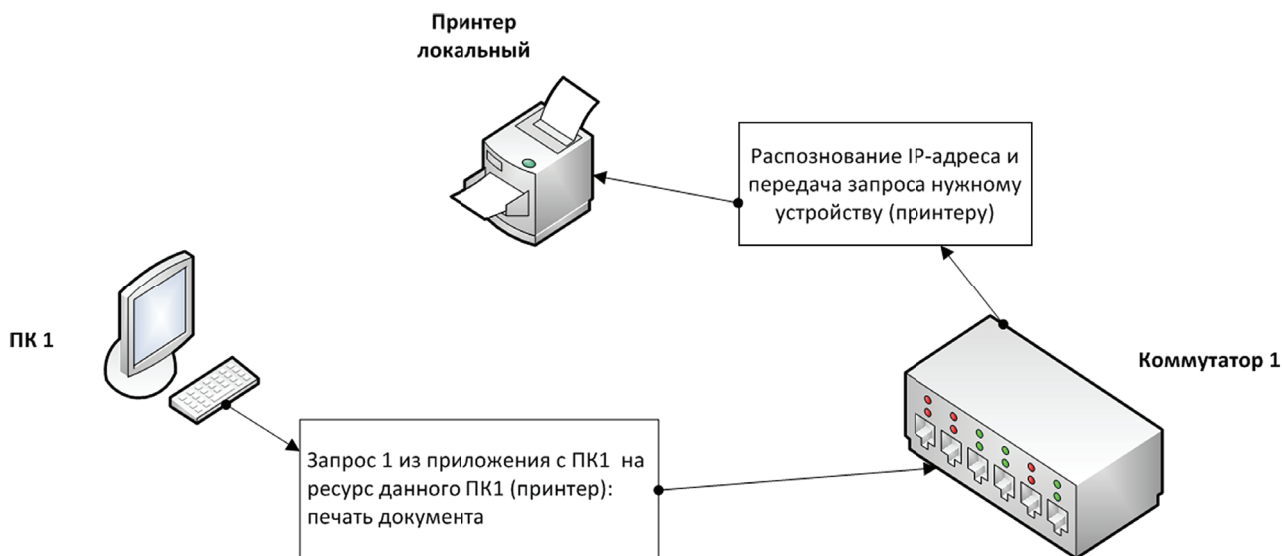 Принтер
локальный
Распознование IP-адреса и
передача запроса нужному
устройству (принтеру)
ПК 1
Коммутатор 1
Запрос 1 из приложения с ПК1 на
ресурс данного ПК1 (принтер):
печать документа